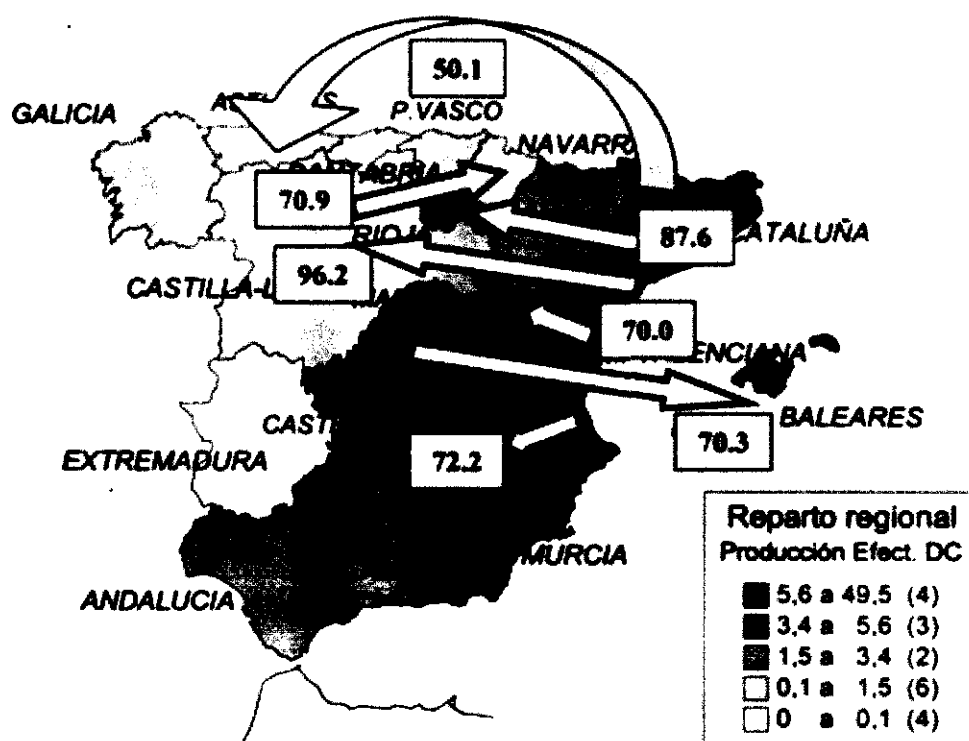 50.1
GALICIA
P.VASCO
NAVARR
70.9
RIOJ
87.6
ATALUÑA
96.2
CASTILLA-L
70.0
ENCIANA
CAST
BALEARES
EXTREMADURA
72.2
70.3
MURCIA
ANDALUCIA
Reparto regional
Producción Efect. DC
5,6 a 49,5 (4)
3,4 a 5,6 (3)
1,5 a 3,4 (2)
0,1 a 1,5 (6)
0 a 0,1 (4)